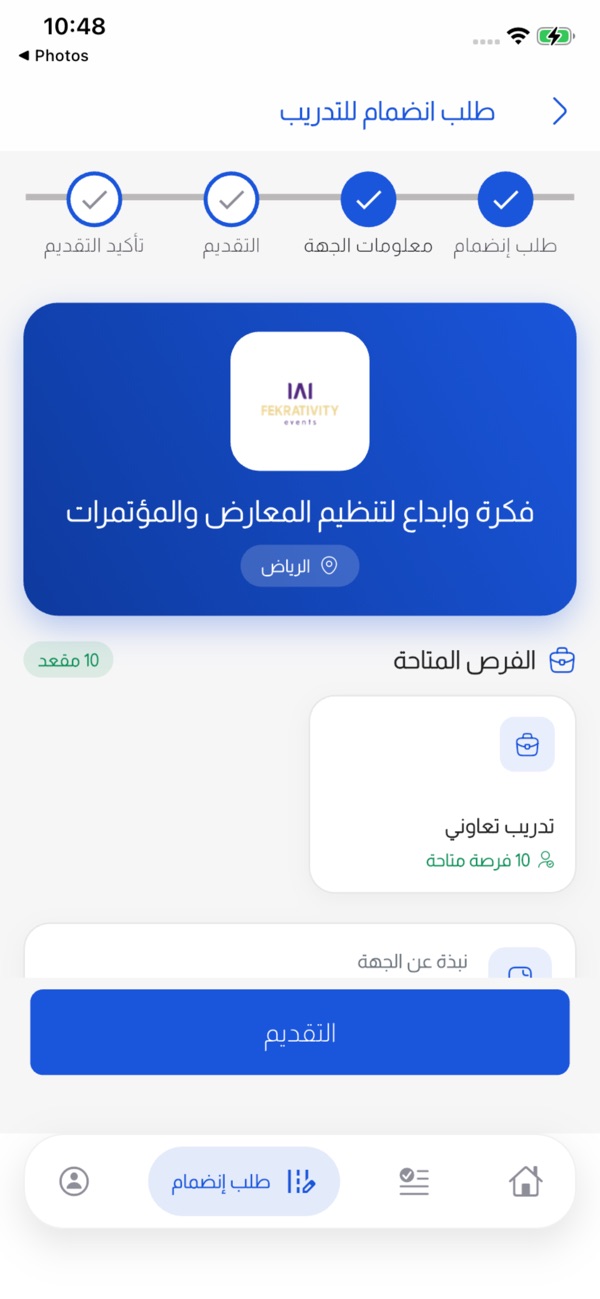 10:48
◀ Photos
طلب انضمام للتدريب
طلب إنضمام
معلومات الجهة
التقديم
تأكيد التقديم
FEKRATIVITY
events
فكرة وابداع لتنظيم المعارض والمؤتمرات
الرياض
الفرص المتاحة
10 مقعد
تدريب تعاوني
10 فرصة متاحة
نبذة عن الجهة
التقديم
طلب إنضمام